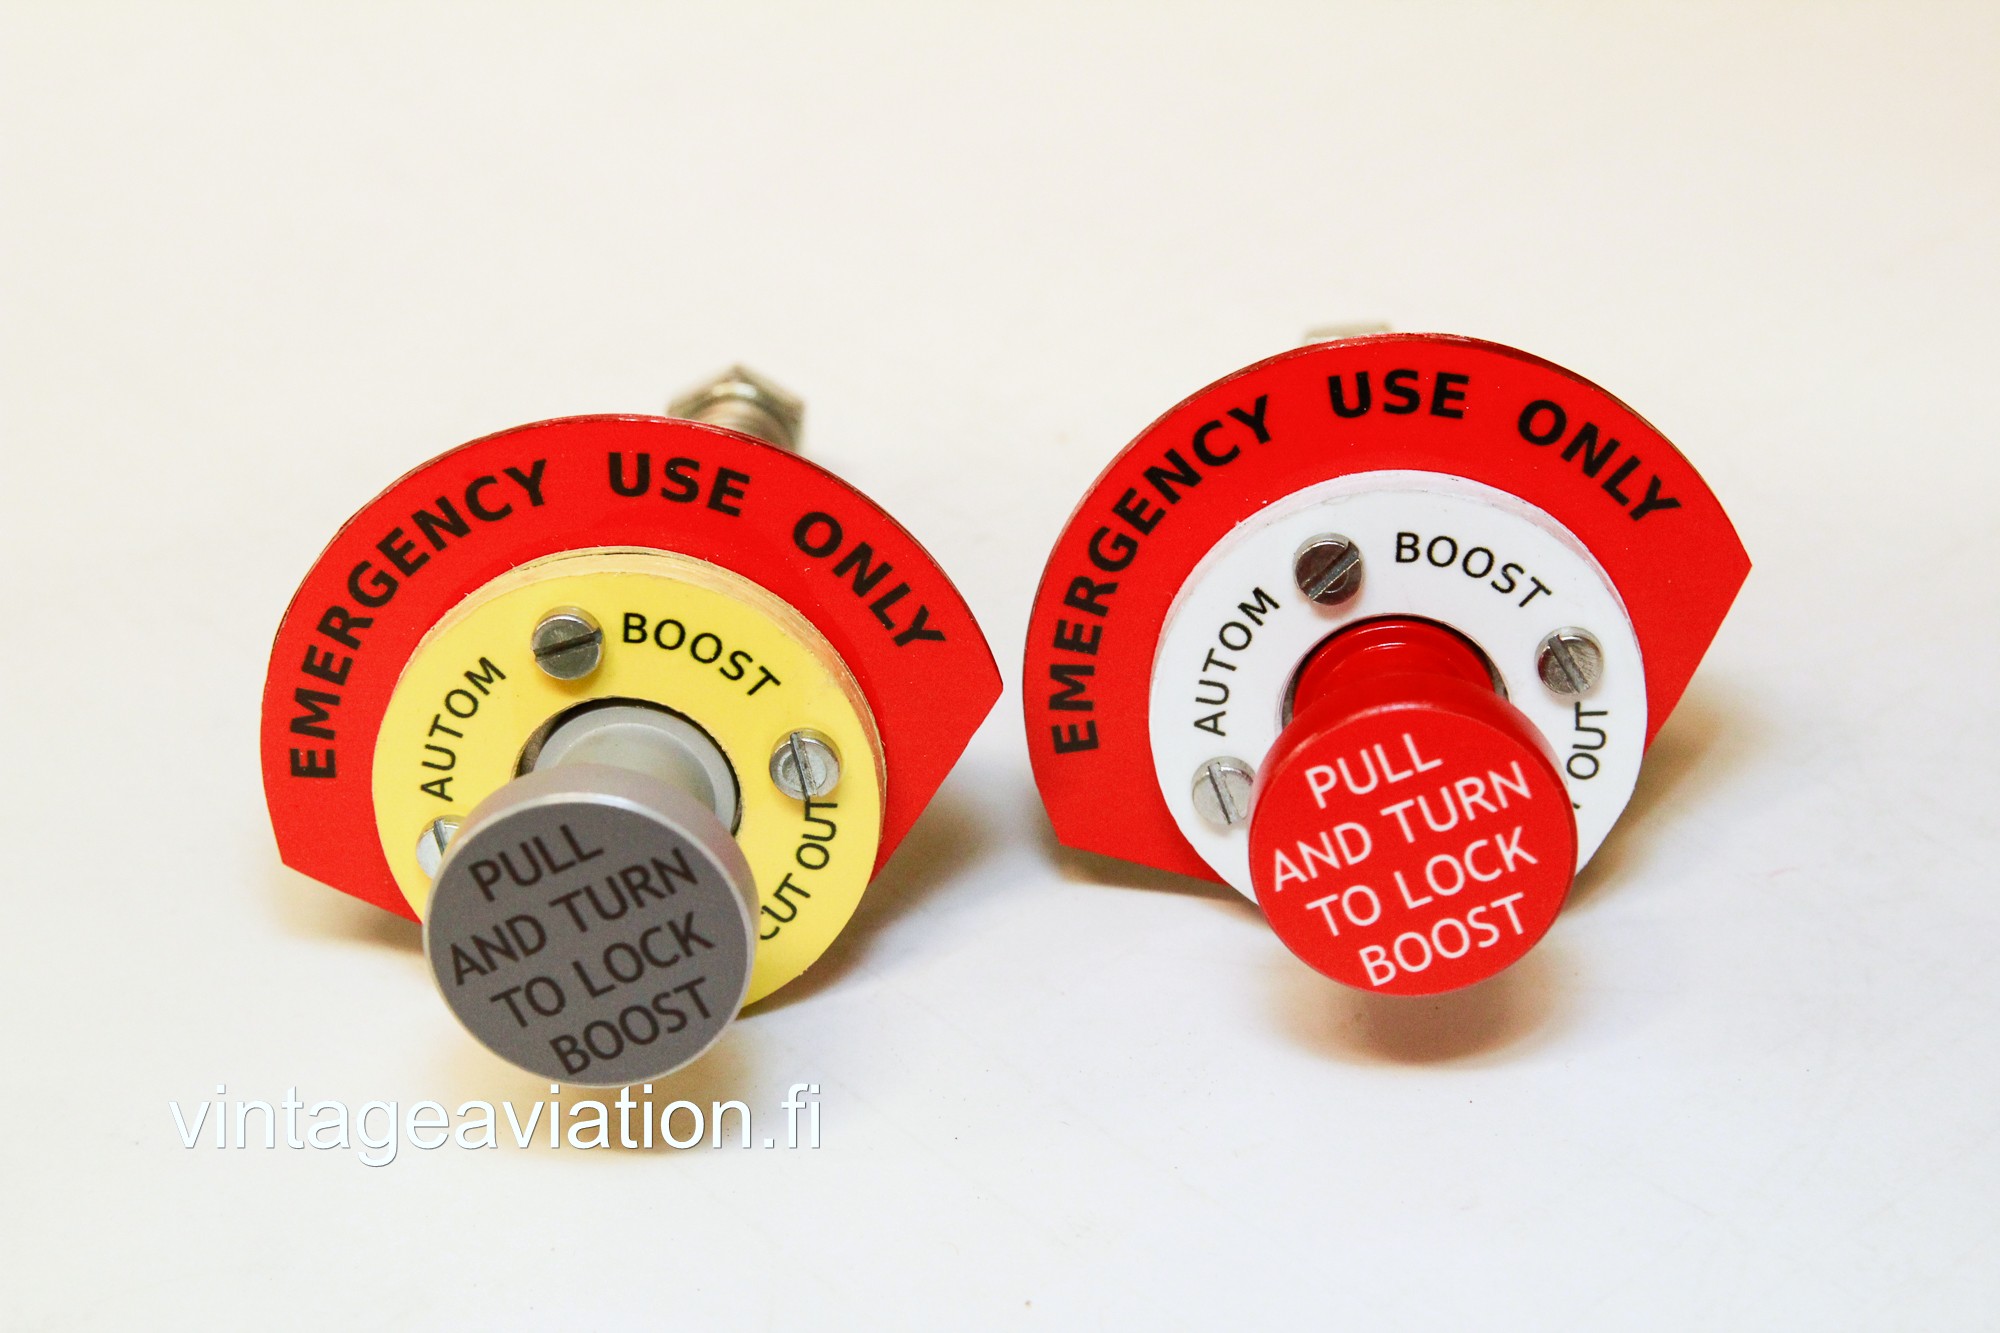 EMERGENCY USE ONLY
AUTOM BOOST CUT OUT
PULL
AND TURN
TO LOCK
BOOST
EMERGENCY USE ONLY
AUTOM BOOST OUT
PULL
AND TURN
TO LOCK
BOOST
vintageaviation.fi